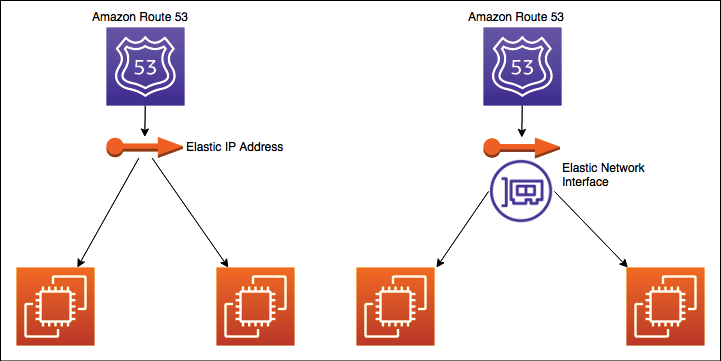 Amazon Route 53
53
Elastic IP Address
Amazon Route 53
53
Elastic Network
Interface